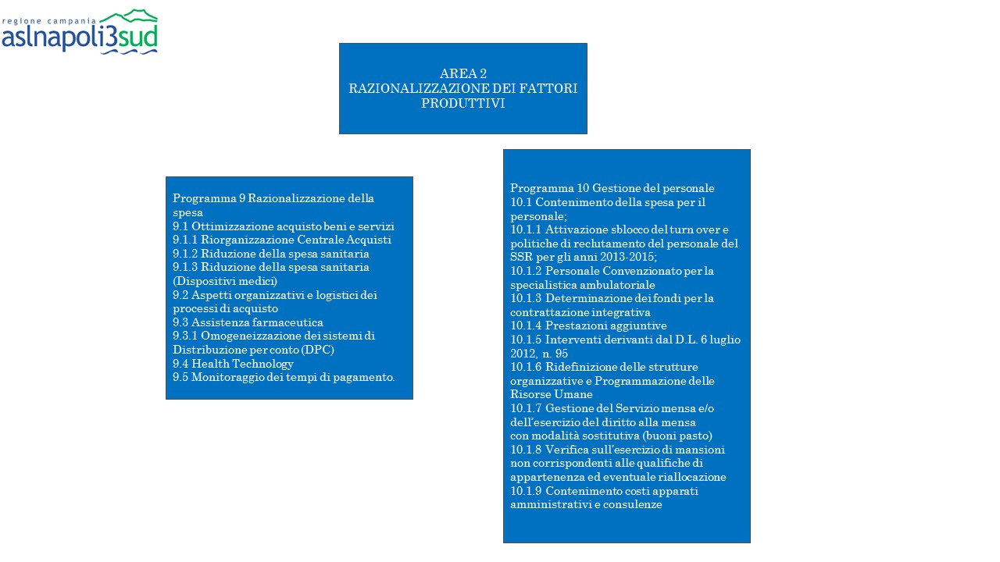 regione campania
aslnapoli3sud
AREA 2
RAZIONALIZZAZIONE DEI FATTORI
PRODUTTIVI
Programma 9 Razionalizzazione della
spesa
9.1 Ottimizzazione acquisto beni e servizi
9.1.1 Riorganizzazione Centrale Acquisti
9.1.2 Riduzione della spesa sanitaria
9.1.3 Riduzione della spesa sanitaria
(Dispositivi medici)
9.2 Aspetti organizzativi e logistici dei
processi di acquisto
9.3 Assistenza farmaceutica
9.3.1 Omogeneizzazione dei sistemi di
Distribuzione per conto (DPC)
9.4 Health Technology
9.5 Monitoraggio dei tempi di pagamento.
Programma 10 Gestione del personale
10.1 Contenimento della spesa per il
personale;
10.1.1 Attivazione sblocco del turn over e
politiche di reclutamento del personale del
SSR per gli anni 2013-2015;
10.1.2 Personale Convenzionato per la
specialistica ambulatoriale
10.1.3 Determinazione dei fondi per la
contrattazione integrativa
10.1.4 Prestazioni aggiuntive
10.1.5 Interventi derivanti dal D.L. 6 luglio
2012, n. 95
10.1.6 Ridefinizione delle strutture
organizzative e Programmazione delle
Risorse Umane
10.1.7 Gestione del Servizio mensa e/o
dell'esercizio del diritto alla mensa
con modalità sostitutiva (buoni pasto)
10.1.8 Verifica sull'esercizio di mansioni
non corrispondenti alle qualifiche di
appartenenza ed eventuale riallocazione
10.1.9 Contenimento costi apparati
amministrativi e consulenze